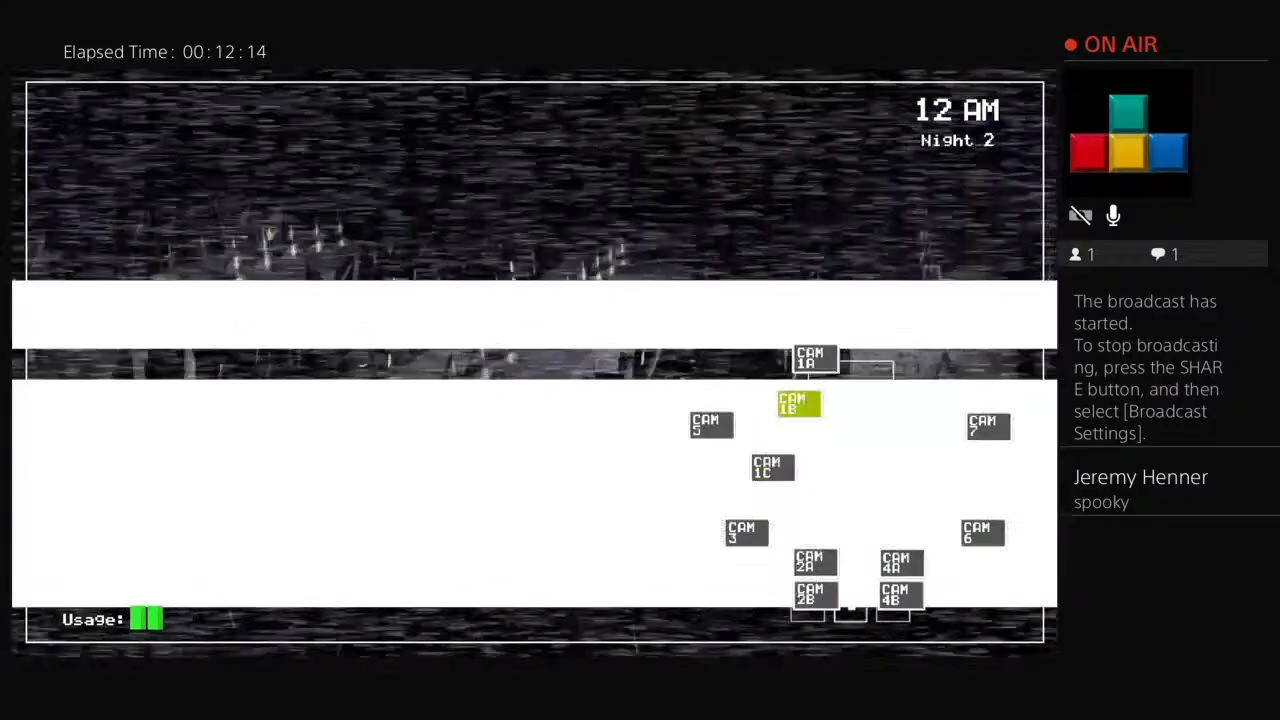 Elapsed Time: 00:12:14
ON AIR
12 AM
Night 2
1
1
The broadcast has
started.
To stop broadcasti
ng, press the SHAR
E button, and then
select [Broadcast
Settings].
Jeremy Henner
spooky
CAM
1A
CAM
1B
CAM
5
CAM
7
CAM
1C
CAM
3
CAM
6
CAM
2A
CAM
4A
CAM
2B
CAM
4B
Usage: